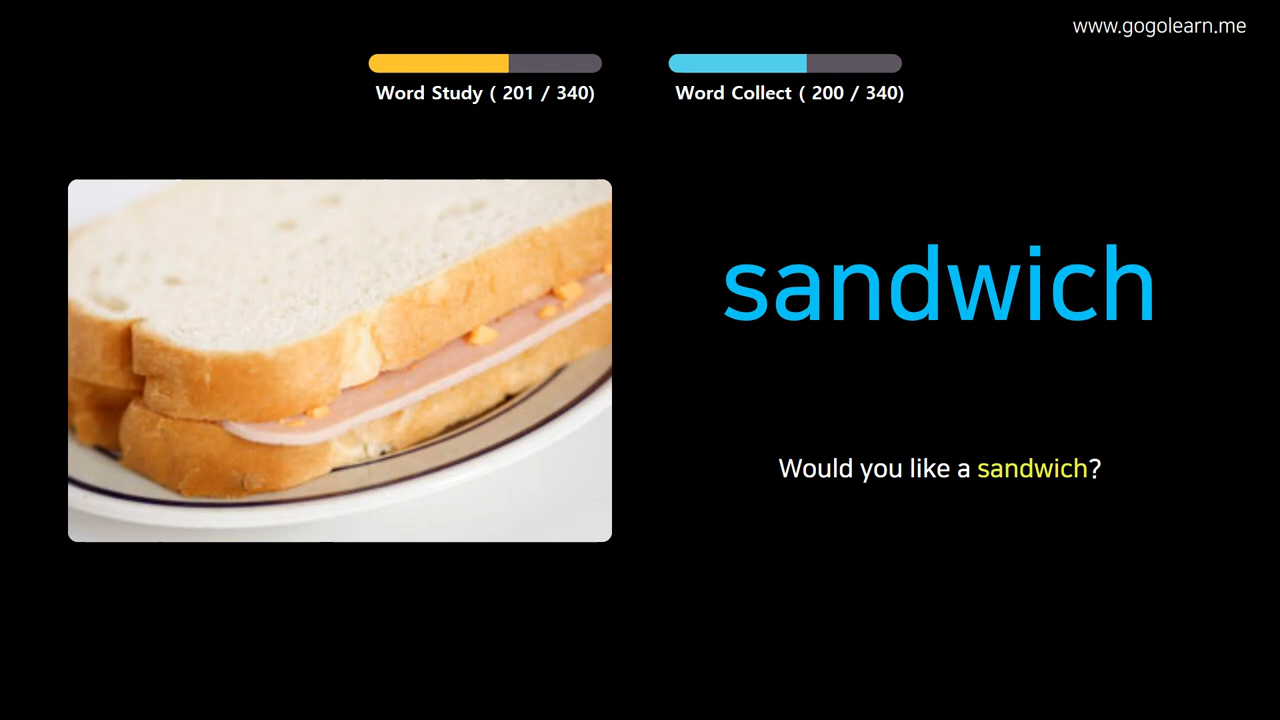 www.gogolearn.me
Word Study ( 201 / 340)
Word Collect ( 200 / 340)
sandwich
Would you like a sandwich?